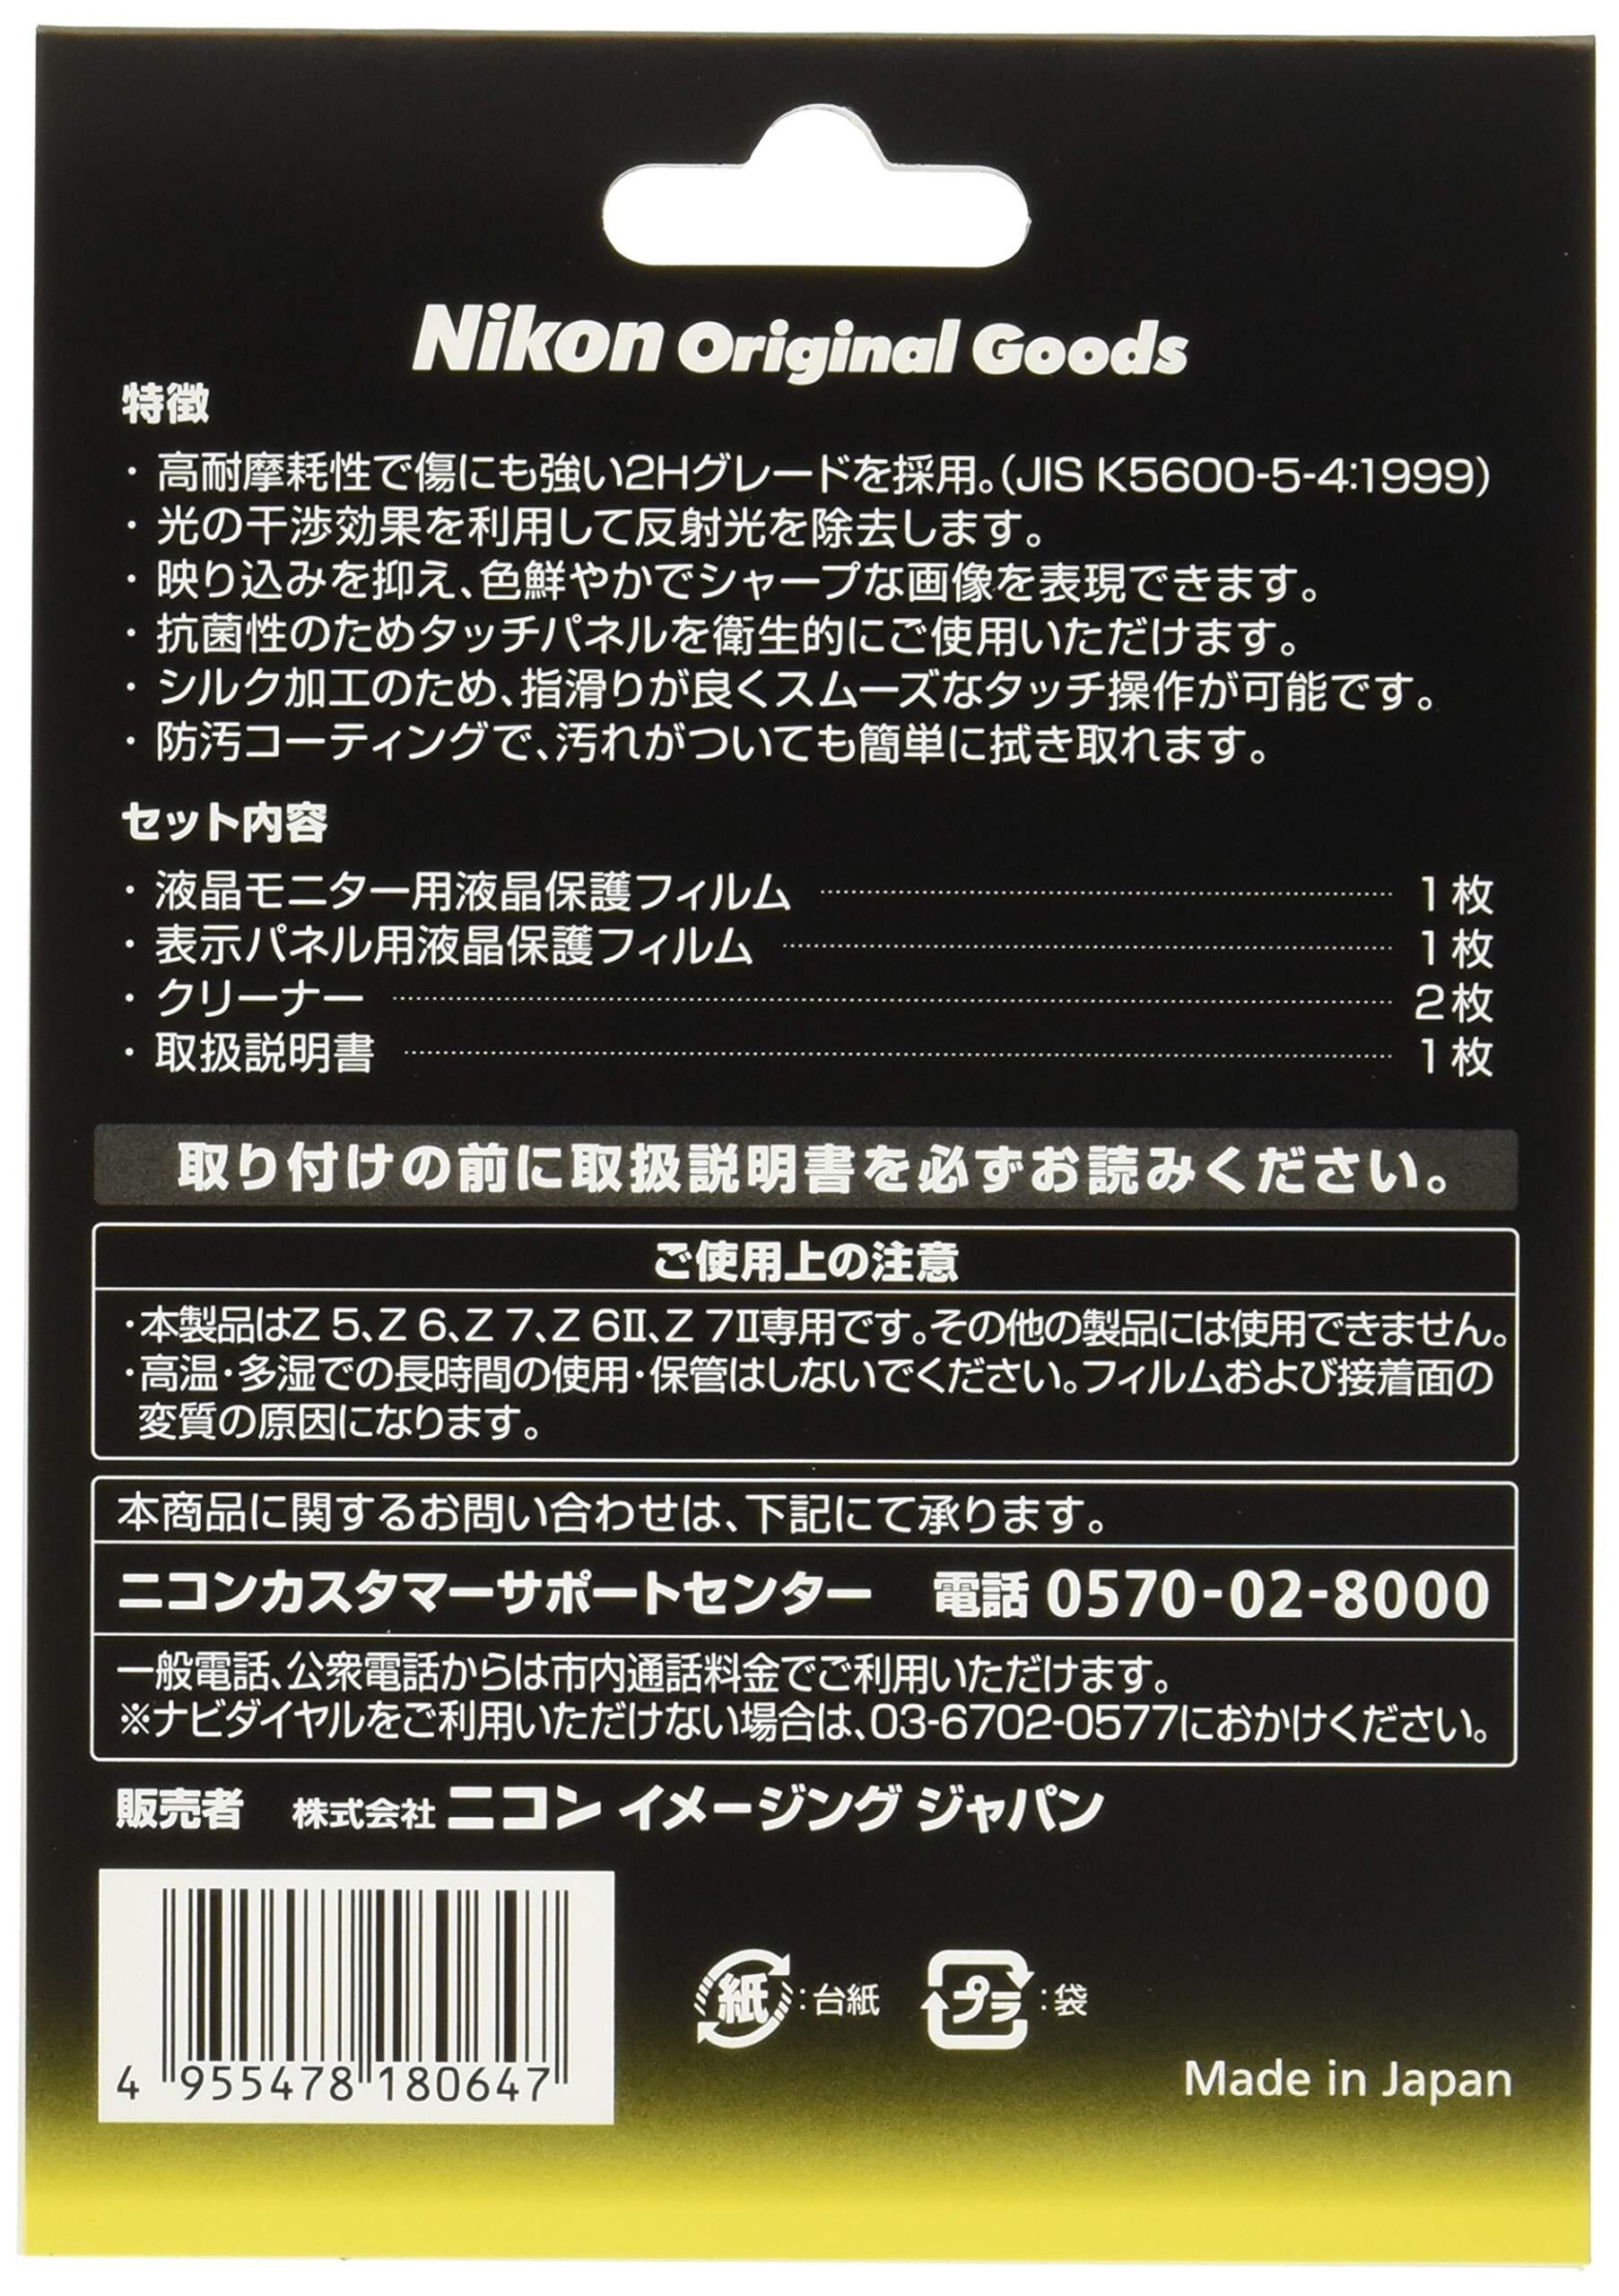 Nikon Original Goods
特徴
・高耐摩耗性で傷にも強い2Hグレードを採用。(JIS K5600-5-4:1999)
・光の干渉効果を利用して反射光を除去します。
・映り込みを抑え、色鮮やかでシャープな画像を表現できます。
・抗菌性のためタッチパネルを衛生的にご使用いただけます。
・シルク加工のため、指滑りが良くスムーズなタッチ操作が可能です。
・防汚コーティングで、汚れがついても簡単に拭き取れます。
セット内容
・液晶モニター用液晶保護フィルム 1枚
・表示パネル用液晶保護フィルム 1枚
・クリーナー 2枚
・取扱説明書 1枚
取り付けの前に取扱説明書を必ずお読みください。
ご使用上の注意
・本製品はZ 5、Z 6、Z 7、Z 6Ⅱ、Z 7Ⅱ専用です。その他の製品には使用できません。
・高温・多湿での長時間の使用・保管はしないでください。フィルムおよび接着面の
変質の原因になります。
本商品に関するお問い合わせは、下記にて承ります。
ニコンカスタマーサポートセンター 電話 0570-02-8000
一般電話、公衆電話からは市内通話料金でご利用いただけます。
※ナビダイヤルをご利用いただけない場合は、03-6702-0577におかけください。
販売者 株式会社 ニコン イメージング ジャパン
紙:台紙 プラ:袋
4 955478 180647
Made in Japan